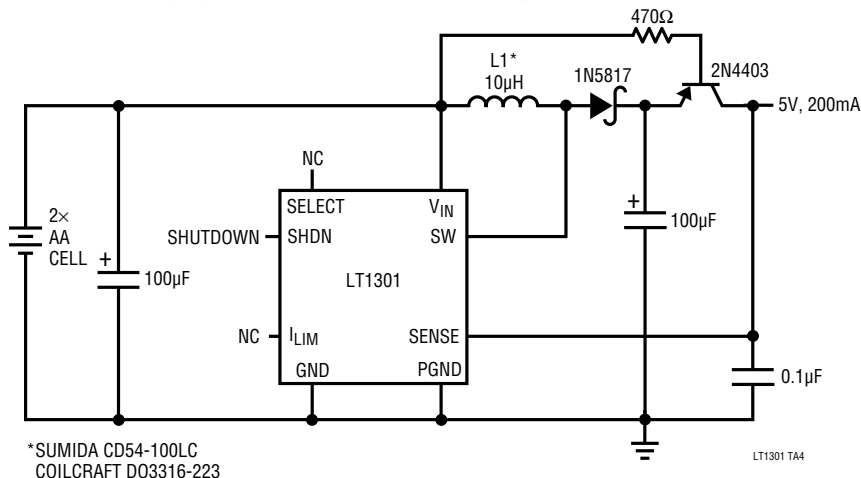 470Ω
L1*
10µH
1N5817
2N4403
5V, 200mA
NC
SELECT
VIN
2×
AA
CELL
SHUTDOWN
SHDN
SW
+
100µF
+
100µF
LT1301
NC
ILIM
SENSE
GND
PGND
0.1µF
*SUMIDA CD54-100LC
COILCRAFT DO3316-223
LT1301 TA4